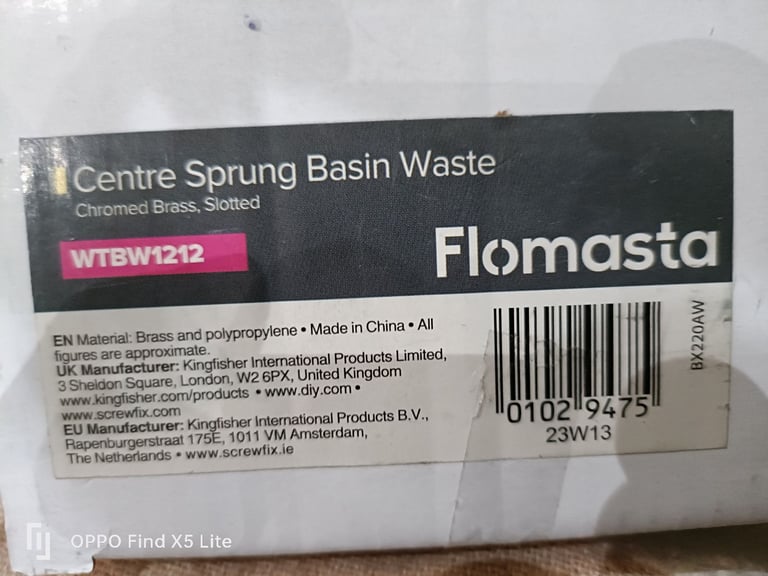 Centre Sprung Basin Waste
Chromed Brass, Slotted
WTBW1212
Flomasta
EN Material: Brass and polypropylene • Made in China • All
figures are approximate.
UK Manufacturer: Kingfisher International Products Limited,
3 Sheldon Square, London, W2 6PX, United Kingdom
www.kingfisher.com/products • www.diy.com •
www.screwfix.com
EU Manufacturer: Kingfisher International Products B.V.,
Rapenburgerstraat 175E, 1011 VM Amsterdam,
The Netherlands • www.screwfix.ie
0102 9475
23W13
BX220AW
OPPO Find X5 Lite